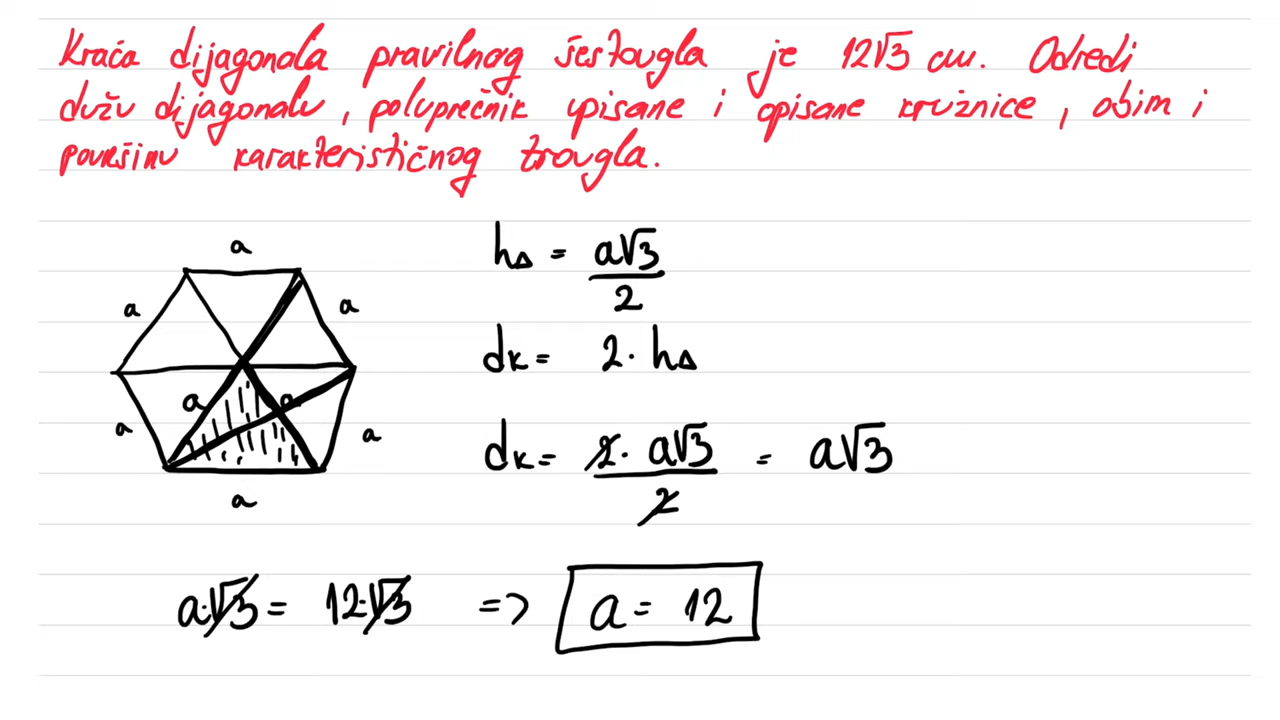 Kraća dijagonala pravilnog šestougla je 12√3 cm. Odredi
dužu dijagonalu, poluprečnik upisane i opisane kružnice, obim i
površinu karakterističnog trougla.
a
a
a
a
a
a
a
a
h△ = a√3/2
dk = 2 · h△
dk = 2 · a√3/2 = a√3
a·√3 = 12·√3 => a = 12